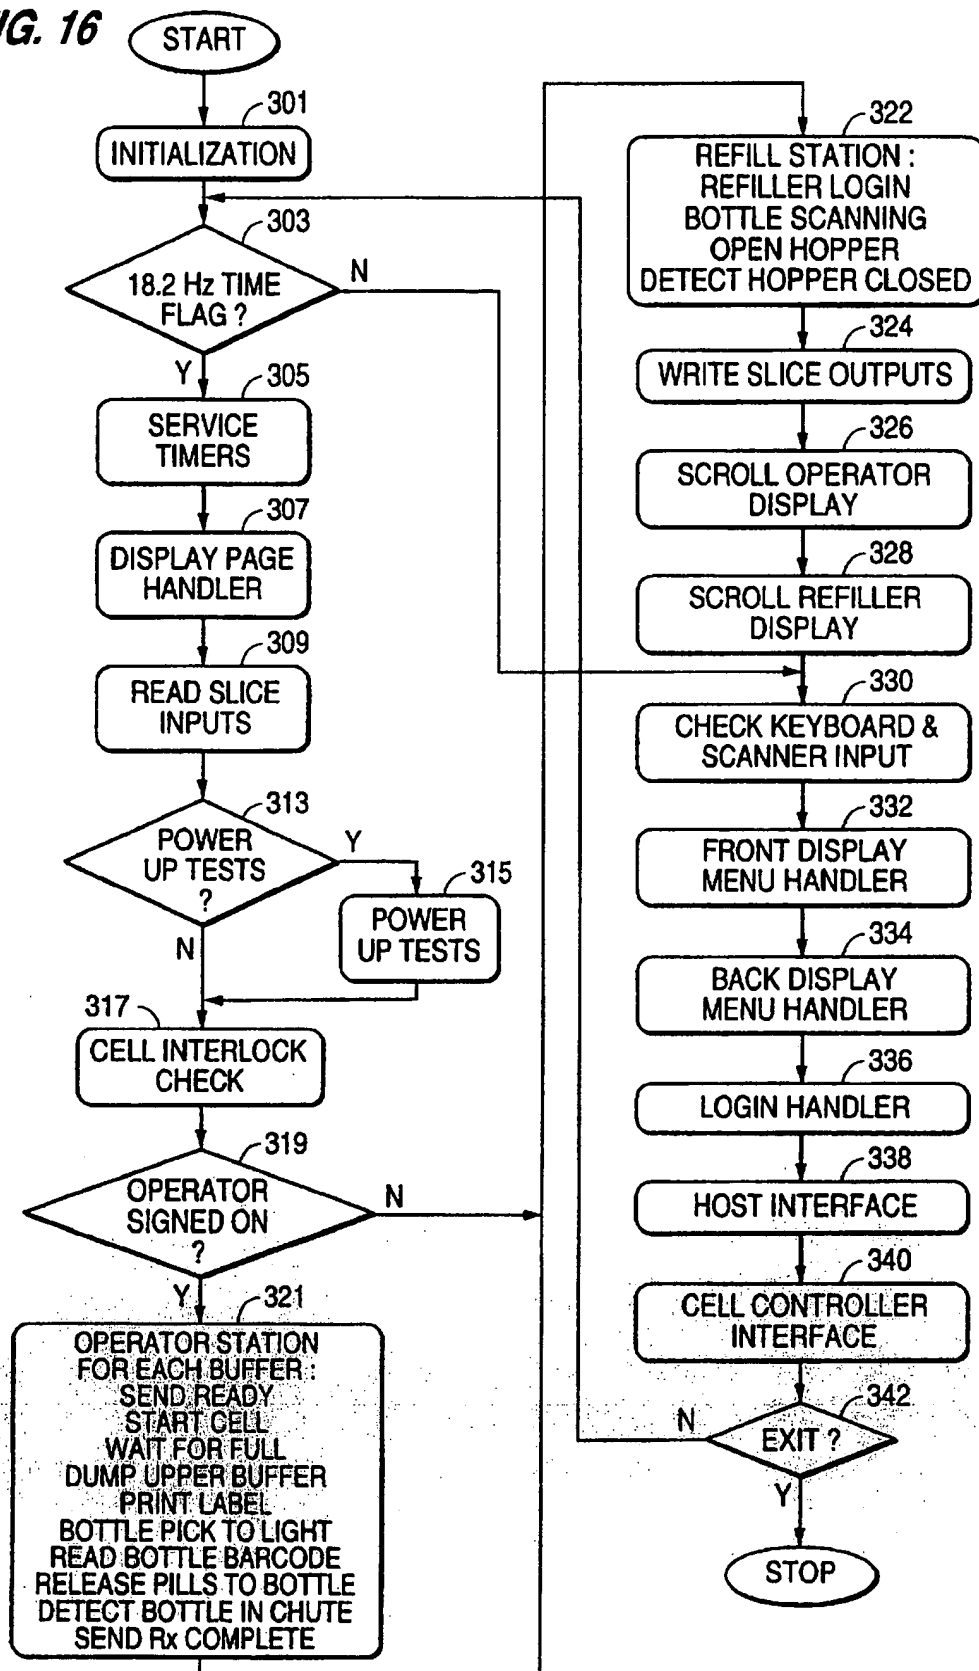 FIG. 16
START
301
INITIALIZATION
303
18.2 Hz TIME
FLAG ?
N
Y
305
SERVICE
TIMERS
307
DISPLAY PAGE
HANDLER
309
READ SLICE
INPUTS
313
POWER
UP TESTS
?
Y
N
315
POWER
UP TESTS
317
CELL INTERLOCK
CHECK
319
OPERATOR
SIGNED ON
?
N
Y
321
OPERATOR STATION
FOR EACH BUFFER :
SEND READY
START CELL
WAIT FOR FULL
DUMP UPPER BUFFER
PRINT LABEL
BOTTLE PICK TO LIGHT
READ BOTTLE BARCODE
RELEASE PILLS TO BOTTLE
DETECT BOTTLE IN CHUTE
SEND Rx COMPLETE
322
REFILL STATION :
REFILLER LOGIN
BOTTLE SCANNING
OPEN HOPPER
DETECT HOPPER CLOSED
324
WRITE SLICE OUTPUTS
326
SCROLL OPERATOR
DISPLAY
328
SCROLL REFILLER
DISPLAY
330
CHECK KEYBOARD &
SCANNER INPUT
332
FRONT DISPLAY
MENU HANDLER
334
BACK DISPLAY
MENU HANDLER
336
LOGIN HANDLER
338
HOST INTERFACE
340
CELL CONTROLLER
INTERFACE
342
EXIT ?
N
Y
STOP